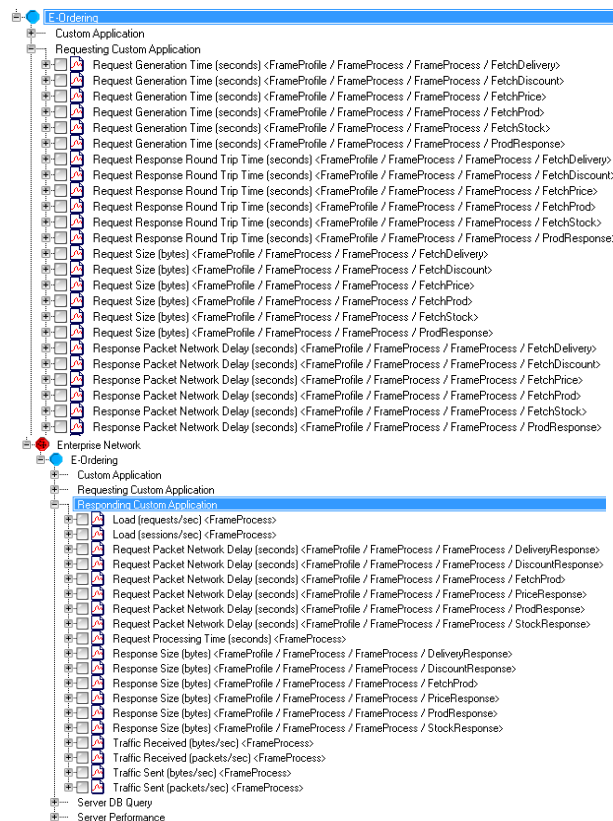 E-Ordering
Custom Application
Requesting Custom Application
Request Generation Time (seconds) <FrameProfile / FrameProcess / FrameProcess / FetchDelivery>
Request Generation Time (seconds) <FrameProfile / FrameProcess / FrameProcess / FetchDiscount>
Request Generation Time (seconds) <FrameProfile / FrameProcess / FrameProcess / FetchPrice>
Request Generation Time (seconds) <FrameProfile / FrameProcess / FrameProcess / FetchProd>
Request Generation Time (seconds) <FrameProfile / FrameProcess / FrameProcess / FetchStock>
Request Generation Time (seconds) <FrameProfile / FrameProcess / FrameProcess / ProdResponse>
Request Response Round Trip Time (seconds) <FrameProfile / FrameProcess / FrameProcess / FetchDelivery>
Request Response Round Trip Time (seconds) <FrameProfile / FrameProcess / FrameProcess / FetchDiscount>
Request Response Round Trip Time (seconds) <FrameProfile / FrameProcess / FrameProcess / FetchPrice>
Request Response Round Trip Time (seconds) <FrameProfile / FrameProcess / FrameProcess / FetchProd>
Request Response Round Trip Time (seconds) <FrameProfile / FrameProcess / FrameProcess / FetchStock>
Request Response Round Trip Time (seconds) <FrameProfile / FrameProcess / FrameProcess / ProdResponse>
Request Size (bytes) <FrameProfile / FrameProcess / FrameProcess / FetchDelivery>
Request Size (bytes) <FrameProfile / FrameProcess / FrameProcess / FetchDiscount>
Request Size (bytes) <FrameProfile / FrameProcess / FrameProcess / FetchPrice>
Request Size (bytes) <FrameProfile / FrameProcess / FrameProcess / FetchProd>
Request Size (bytes) <FrameProfile / FrameProcess / FrameProcess / FetchStock>
Request Size (bytes) <FrameProfile / FrameProcess / FrameProcess / ProdResponse>
Response Packet Network Delay (seconds) <FrameProfile / FrameProcess / FrameProcess / FetchDelivery>
Response Packet Network Delay (seconds) <FrameProfile / FrameProcess / FrameProcess / FetchDiscount>
Response Packet Network Delay (seconds) <FrameProfile / FrameProcess / FrameProcess / FetchPrice>
Response Packet Network Delay (seconds) <FrameProfile / FrameProcess / FrameProcess / FetchProd>
Response Packet Network Delay (seconds) <FrameProfile / FrameProcess / FrameProcess / FetchStock>
Response Packet Network Delay (seconds) <FrameProfile / FrameProcess / FrameProcess / ProdResponse>
Enterprise Network
E-Ordering
Custom Application
Requesting Custom Application
Responding Custom Application
Load (requests/sec) <FrameProcess>
Load (sessions/sec) <FrameProcess>
Request Packet Network Delay (seconds) <FrameProfile / FrameProcess / FrameProcess / DeliveryResponse>
Request Packet Network Delay (seconds) <FrameProfile / FrameProcess / FrameProcess / DiscountResponse>
Request Packet Network Delay (seconds) <FrameProfile / FrameProcess / FrameProcess / FetchProd>
Request Packet Network Delay (seconds) <FrameProfile / FrameProcess / FrameProcess / PriceResponse>
Request Packet Network Delay (seconds) <FrameProfile / FrameProcess / FrameProcess / ProdResponse>
Request Packet Network Delay (seconds) <FrameProfile / FrameProcess / FrameProcess / StockResponse>
Request Processing Time (seconds) <FrameProcess>
Response Size (bytes) <FrameProfile / FrameProcess / FrameProcess / DeliveryResponse>
Response Size (bytes) <FrameProfile / FrameProcess / FrameProcess / DiscountResponse>
Response Size (bytes) <FrameProfile / FrameProcess / FrameProcess / FetchProd>
Response Size (bytes) <FrameProfile / FrameProcess / FrameProcess / PriceResponse>
Response Size (bytes) <FrameProfile / FrameProcess / FrameProcess / ProdResponse>
Response Size (bytes) <FrameProfile / FrameProcess / FrameProcess / StockResponse>
Traffic Received (bytes/sec) <FrameProcess>
Traffic Received (packets/sec) <FrameProcess>
Traffic Sent (bytes/sec) <FrameProcess>
Traffic Sent (packets/sec) <FrameProcess>
Server DB Query
Server Performance